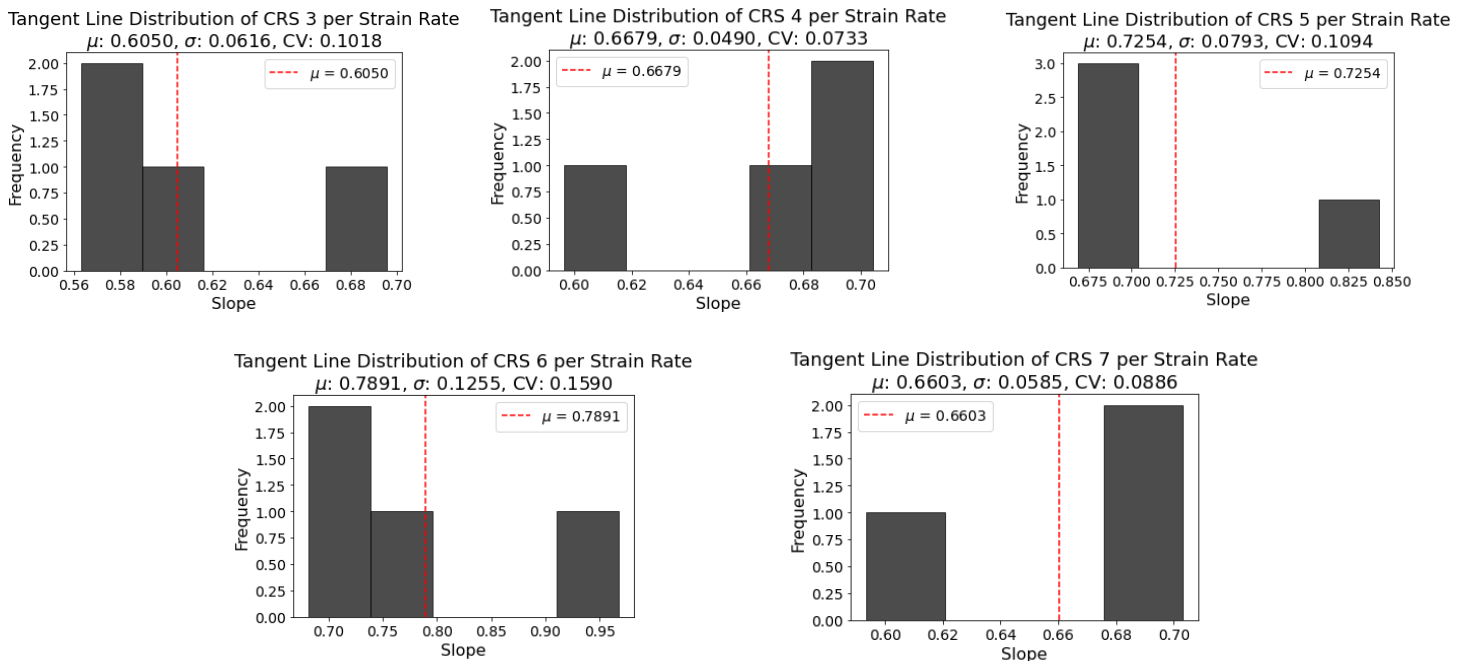 Tangent Line Distribution of CRS 3 per Strain Rate
μ: 0.6050, σ: 0.0616, CV: 0.1018
μ = 0.6050
2.00
1.75
1.50
1.25
1.00
0.75
0.50
0.25
0.00
Frequency
0.56 0.58 0.60 0.62 0.64 0.66 0.68 0.70
Slope
Tangent Line Distribution of CRS 4 per Strain Rate
μ: 0.6679, σ: 0.0490, CV: 0.0733
μ = 0.6679
2.00
1.75
1.50
1.25
1.00
0.75
0.50
0.25
0.00
Frequency
0.60 0.62 0.64 0.66 0.68 0.70
Slope
Tangent Line Distribution of CRS 5 per Strain Rate
μ: 0.7254, σ: 0.0793, CV: 0.1094
μ = 0.7254
3.0
2.5
2.0
1.5
1.0
0.5
0.0
Frequency
0.675 0.700 0.725 0.750 0.775 0.800 0.825 0.850
Slope
Tangent Line Distribution of CRS 6 per Strain Rate
μ: 0.7891, σ: 0.1255, CV: 0.1590
μ = 0.7891
2.00
1.75
1.50
1.25
1.00
0.75
0.50
0.25
0.00
Frequency
0.70 0.75 0.80 0.85 0.90 0.95
Slope
Tangent Line Distribution of CRS 7 per Strain Rate
μ: 0.6603, σ: 0.0585, CV: 0.0886
μ = 0.6603
2.00
1.75
1.50
1.25
1.00
0.75
0.50
0.25
0.00
Frequency
0.60 0.62 0.64 0.66 0.68 0.70
Slope